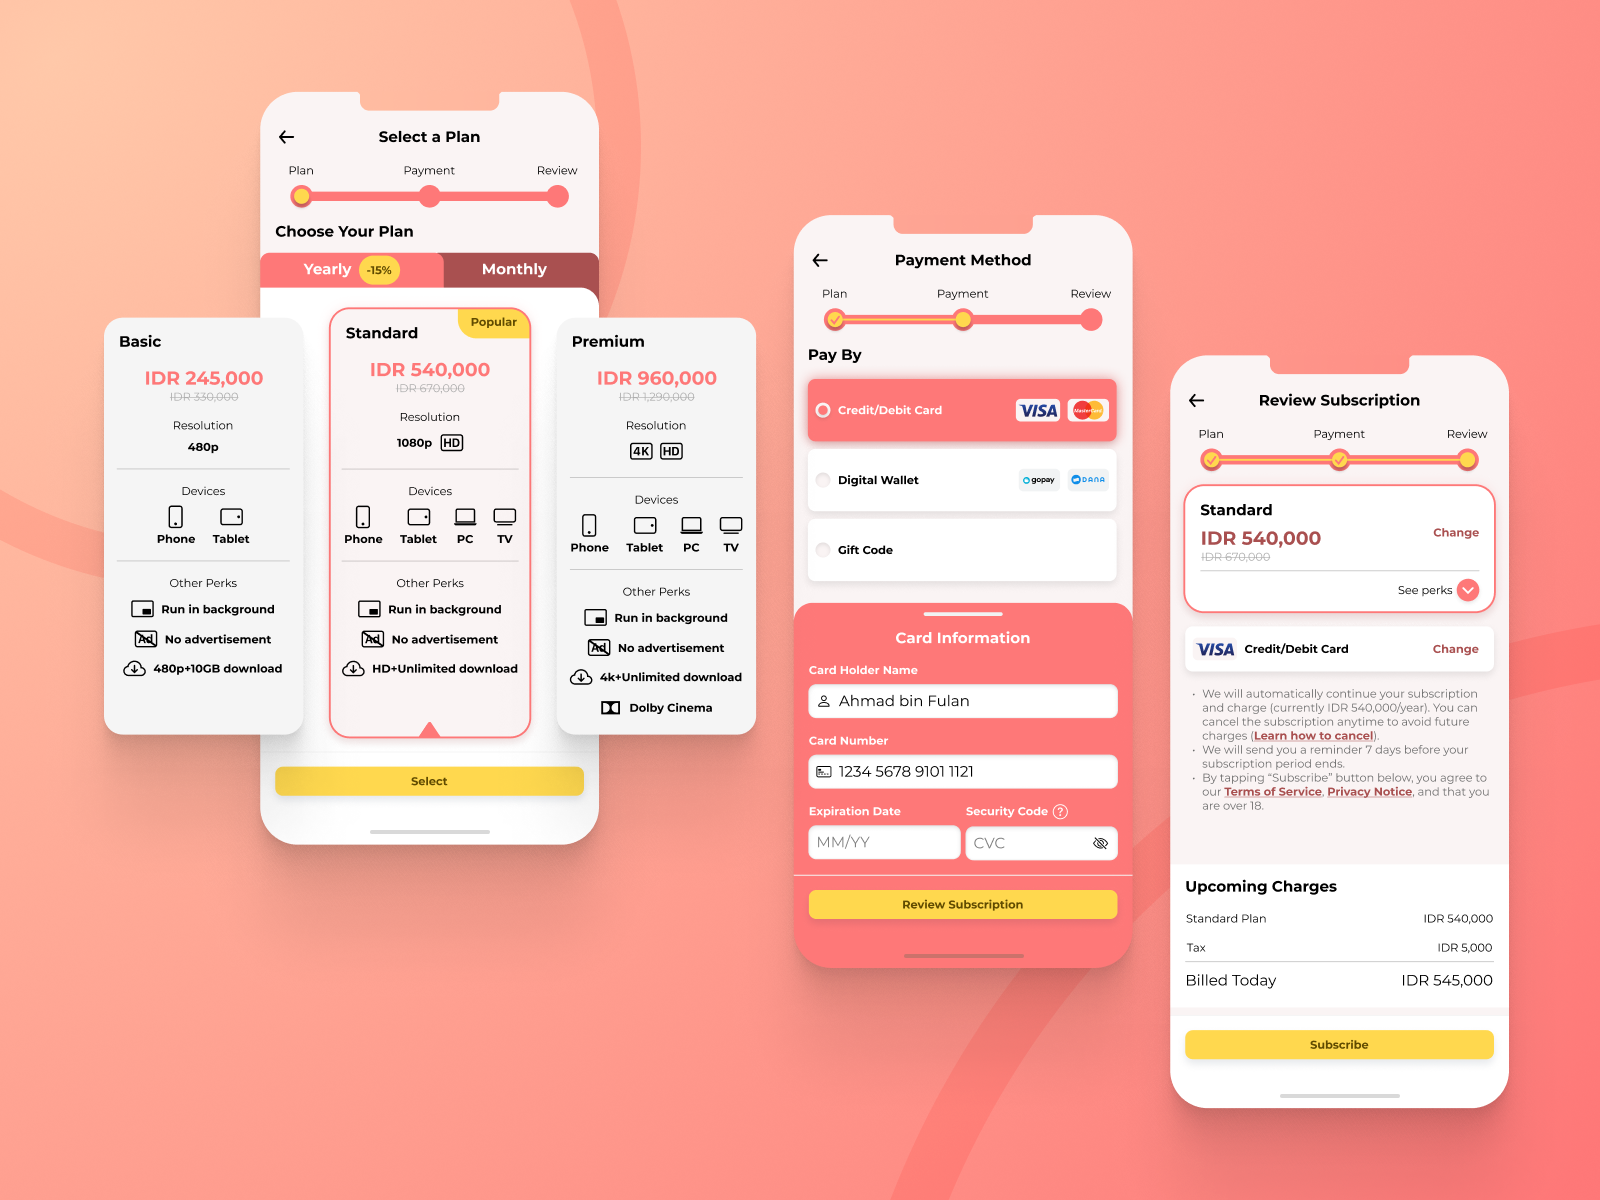 Select a Plan
Plan Payment Review
Choose Your Plan
Yearly -15% Monthly
Basic
IDR 245,000
IDR 330,000
Resolution
480p
Devices
Phone Tablet
Other Perks
Run in background
Ad No advertisement
480p+10GB download
Popular
Standard
IDR 540,000
IDR 670,000
Resolution
1080p HD
Devices
Phone Tablet PC TV
Other Perks
Run in background
Ad No advertisement
HD+Unlimited download
Premium
IDR 960,000
IDR 1,290,000
Resolution
4K HD
Devices
Phone Tablet PC TV
Other Perks
Run in background
Ad No advertisement
4k+Unlimited download
Dolby Cinema
Select
Payment Method
Plan Payment Review
Pay By
Credit/Debit Card VISA MasterCard
Digital Wallet gopay DANA
Gift Code
Card Information
Card Holder Name
Ahmad bin Fulan
Card Number
1234 5678 9101 1121
Expiration Date Security Code ?
MM/YY CVC
Review Subscription
Review Subscription
Plan Payment Review
Standard
IDR 540,000 Change
IDR 670,000
See perks
VISA Credit/Debit Card Change
• We will automatically continue your subscription
and charge (currently IDR 540,000/year). You can
cancel the subscription anytime to avoid future
charges (Learn how to cancel).
• We will send you a reminder 7 days before your
subscription period ends.
• By tapping “Subscribe” button below, you agree to
our Terms of Service, Privacy Notice, and that you
are over 18.
Upcoming Charges
Standard Plan IDR 540,000
Tax IDR 5,000
Billed Today IDR 545,000
Subscribe